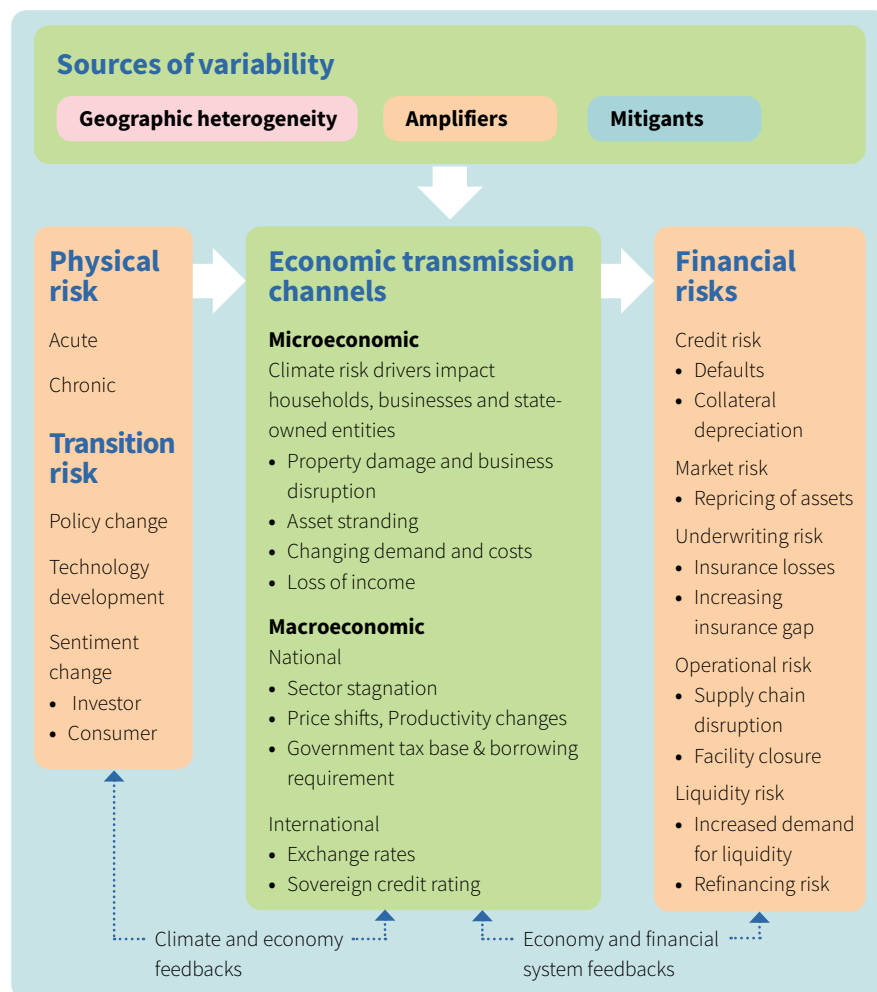 Sources of variability
Geographic heterogeneity
Amplifiers
Mitigants
Physical
risk
Acute
Chronic
Transition
risk
Policy change
Technology
development
Sentiment
change
• Investor
• Consumer
Economic transmission
channels
Microeconomic
Climate risk drivers impact
households, businesses and state-
owned entities
• Property damage and business
disruption
• Asset stranding
• Changing demand and costs
• Loss of income
Macroeconomic
National
• Sector stagnation
• Price shifts, Productivity changes
• Government tax base & borrowing
requirement
International
• Exchange rates
• Sovereign credit rating
Financial
risks
Credit risk
• Defaults
• Collateral
depreciation
Market risk
• Repricing of assets
Underwriting risk
• Insurance losses
• Increasing
insurance gap
Operational risk
• Supply chain
disruption
• Facility closure
Liquidity risk
• Increased demand
for liquidity
• Refinancing risk
Climate and economy
feedbacks
Economy and financial
system feedbacks